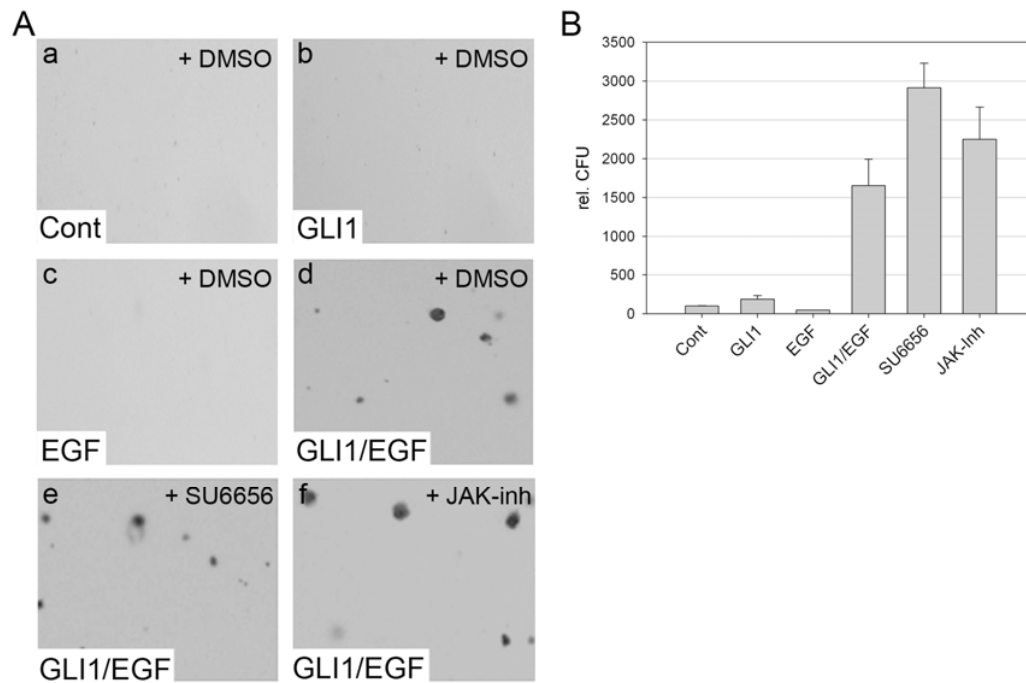 A
a
+ DMSO
Cont
b
+ DMSO
GLI1
c
+ DMSO
EGF
d
+ DMSO
GLI1/EGF
e
+ SU6656
GLI1/EGF
f
+ JAK-inh
GLI1/EGF
B
3500
3000
2500
2000
1500
1000
500
0
rel. CFU
Cont
GLI1
EGF
GLI1/EGF
SU6656
JAK-Inh